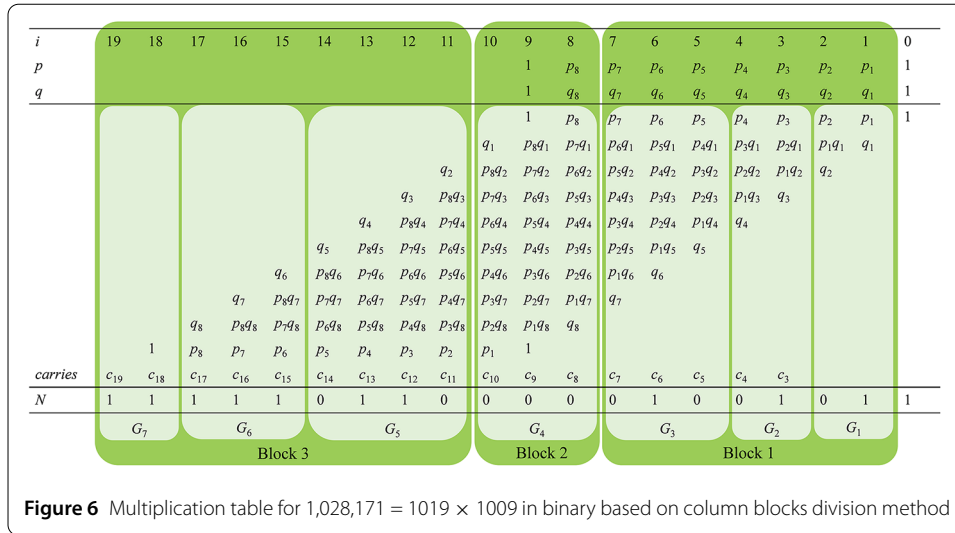 i 19 18 17 16 15 14 13 12 11 10 9 8 7 6 5 4 3 2 1 0
p 1 p₈ p₇ p₆ p₅ p₄ p₃ p₂ p₁ 1
q 1 q₈ q₇ q₆ q₅ q₄ q₃ q₂ q₁ 1
1 p₈ p₇ p₆ p₅ p₄ p₃ p₂ p₁ 1
q₁ p₈q₁ p₇q₁ p₆q₁ p₅q₁ p₄q₁ p₃q₁ p₂q₁ p₁q₁ q₁
q₂ p₈q₂ p₇q₂ p₆q₂ p₅q₂ p₄q₂ p₃q₂ p₂q₂ p₁q₂ q₂
q₃ p₈q₃ p₇q₃ p₆q₃ p₅q₃ p₄q₃ p₃q₃ p₂q₃ p₁q₃ q₃
q₄ p₈q₄ p₇q₄ p₆q₄ p₅q₄ p₄q₄ p₃q₄ p₂q₄ p₁q₄ q₄
q₅ p₈q₅ p₇q₅ p₆q₅ p₅q₅ p₄q₅ p₃q₅ p₂q₅ p₁q₅ q₅
q₆ p₈q₆ p₇q₆ p₆q₆ p₅q₆ p₄q₆ p₃q₆ p₂q₆ p₁q₆ q₆
q₇ p₈q₇ p₇q₇ p₆q₇ p₅q₇ p₄q₇ p₃q₇ p₂q₇ p₁q₇ q₇
q₈ p₈q₈ p₇q₈ p₆q₈ p₅q₈ p₄q₈ p₃q₈ p₂q₈ p₁q₈ q₈
1 p₈ p₇ p₆ p₅ p₄ p₃ p₂ p₁ 1
carries c₁₉ c₁₈ c₁₇ c₁₆ c₁₅ c₁₄ c₁₃ c₁₂ c₁₁ c₁₀ c₉ c₈ c₇ c₆ c₅ c₄ c₃
N 1 1 1 1 1 0 1 1 0 0 0 0 0 1 0 0 1 0 1 1
G₇ G₆ G₅ G₄ G₃ G₂ G₁
Block 3 Block 2 Block 1
Figure 6 Multiplication table for 1,028,171 = 1019 × 1009 in binary based on column blocks division method